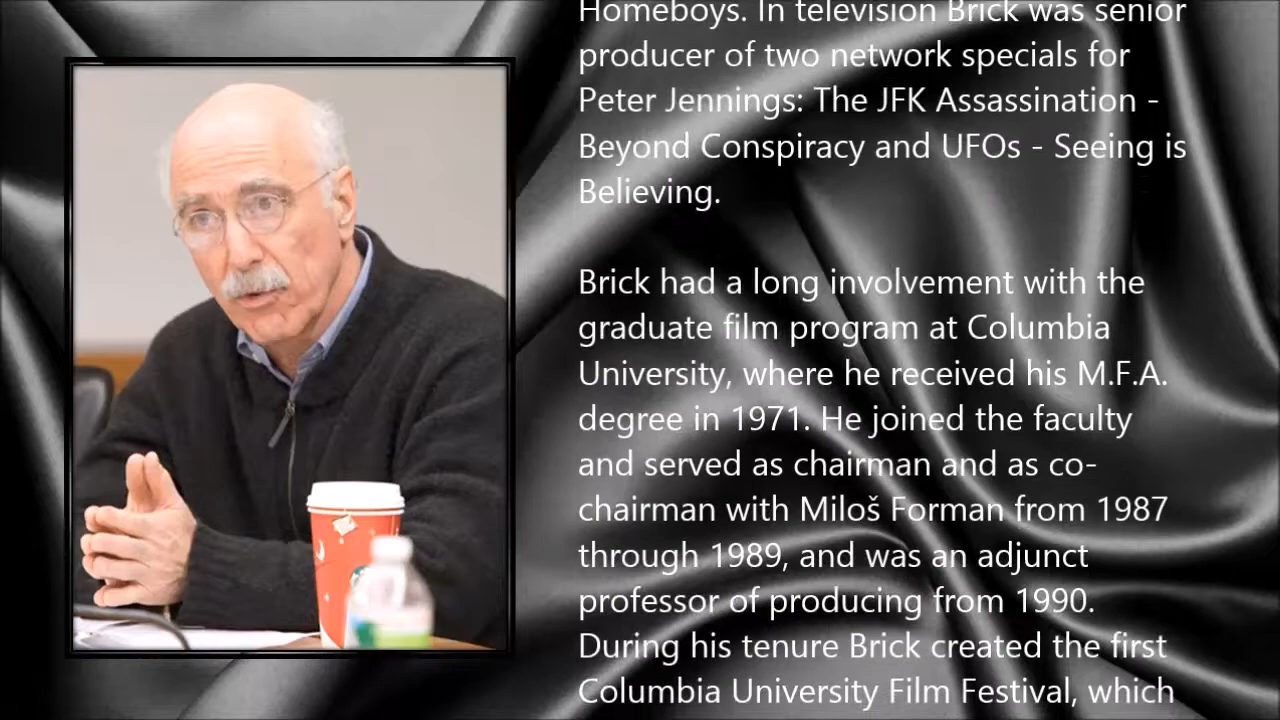 Homeboys. In television Brick was senior
producer of two network specials for
Peter Jennings: The JFK Assassination -
Beyond Conspiracy and UFOs - Seeing is
Believing.
Brick had a long involvement with the
graduate film program at Columbia
University, where he received his M.F.A.
degree in 1971. He joined the faculty
and served as chairman and as co-
chairman with Miloš Forman from 1987
through 1989, and was an adjunct
professor of producing from 1990.
During his tenure Brick created the first
Columbia University Film Festival, which